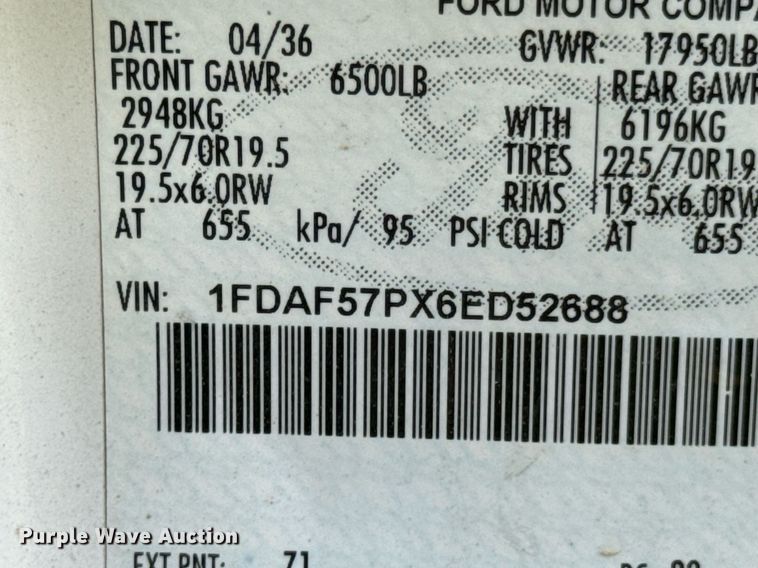 FORD MOTOR COMPA
DATE: 04/36 GVWR: 17950LB
FRONT GAWR: 6500LB REAR GAWR
2948KG WITH 6196KG
225/70R19.5 TIRES 225/70R19
19.5x6.0RW RIMS 19.5x6.0RW
AT 655 kPa/ 95 PSI COLD AT 655
VIN: 1FDAF57PX6ED52688
Purple Wave Auction
EXT PNT: 71